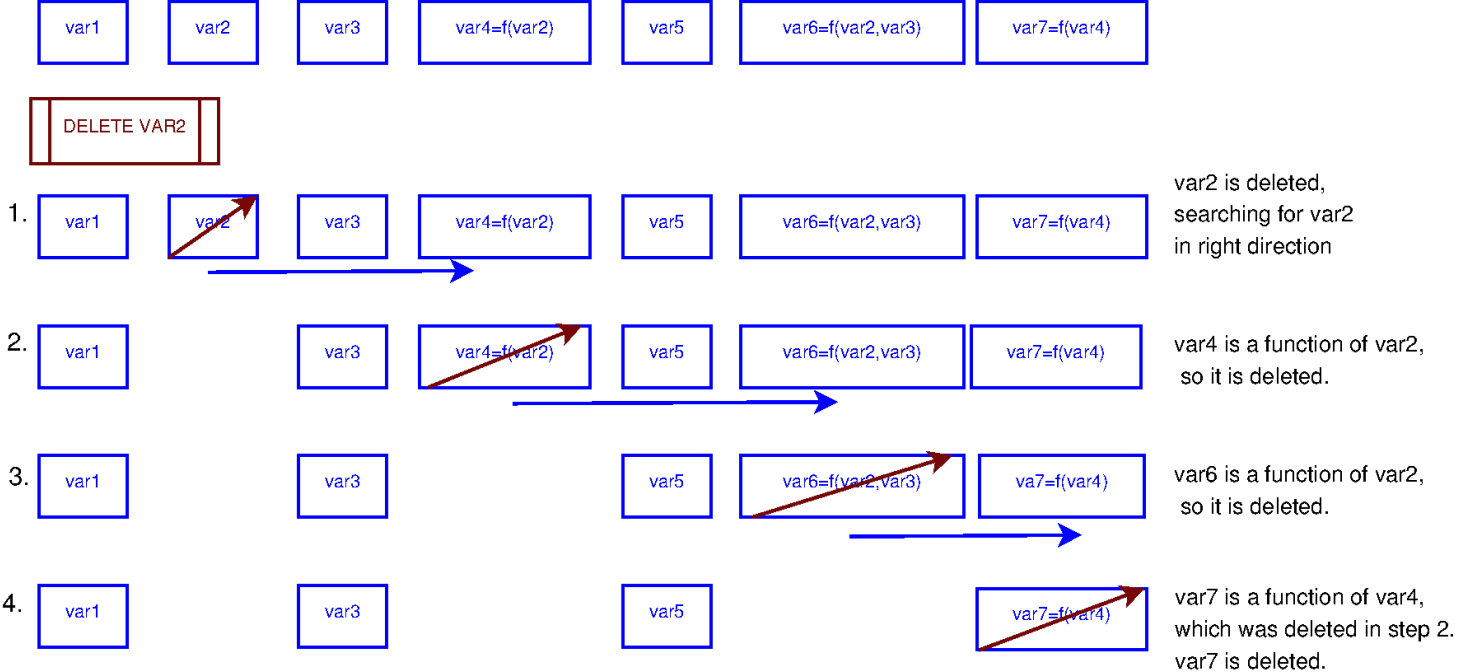 var1 var2 var3 var4=f(var2) var5 var6=f(var2,var3) var7=f(var4)
DELETE VAR2
1. var1 var2 var3 var4=f(var2) var5 var6=f(var2,var3) var7=f(var4)
var2 is deleted,
searching for var2
in right direction
2. var1 var3 var4=f(var2) var5 var6=f(var2,var3) var7=f(var4)
var4 is a function of var2,
so it is deleted.
3. var1 var3 var5 var6=f(var2,var3) va7=f(var4)
var6 is a function of var2,
so it is deleted.
4. var1 var3 var5 var7=f(var4)
var7 is a function of var4,
which was deleted in step 2.
var7 is deleted.